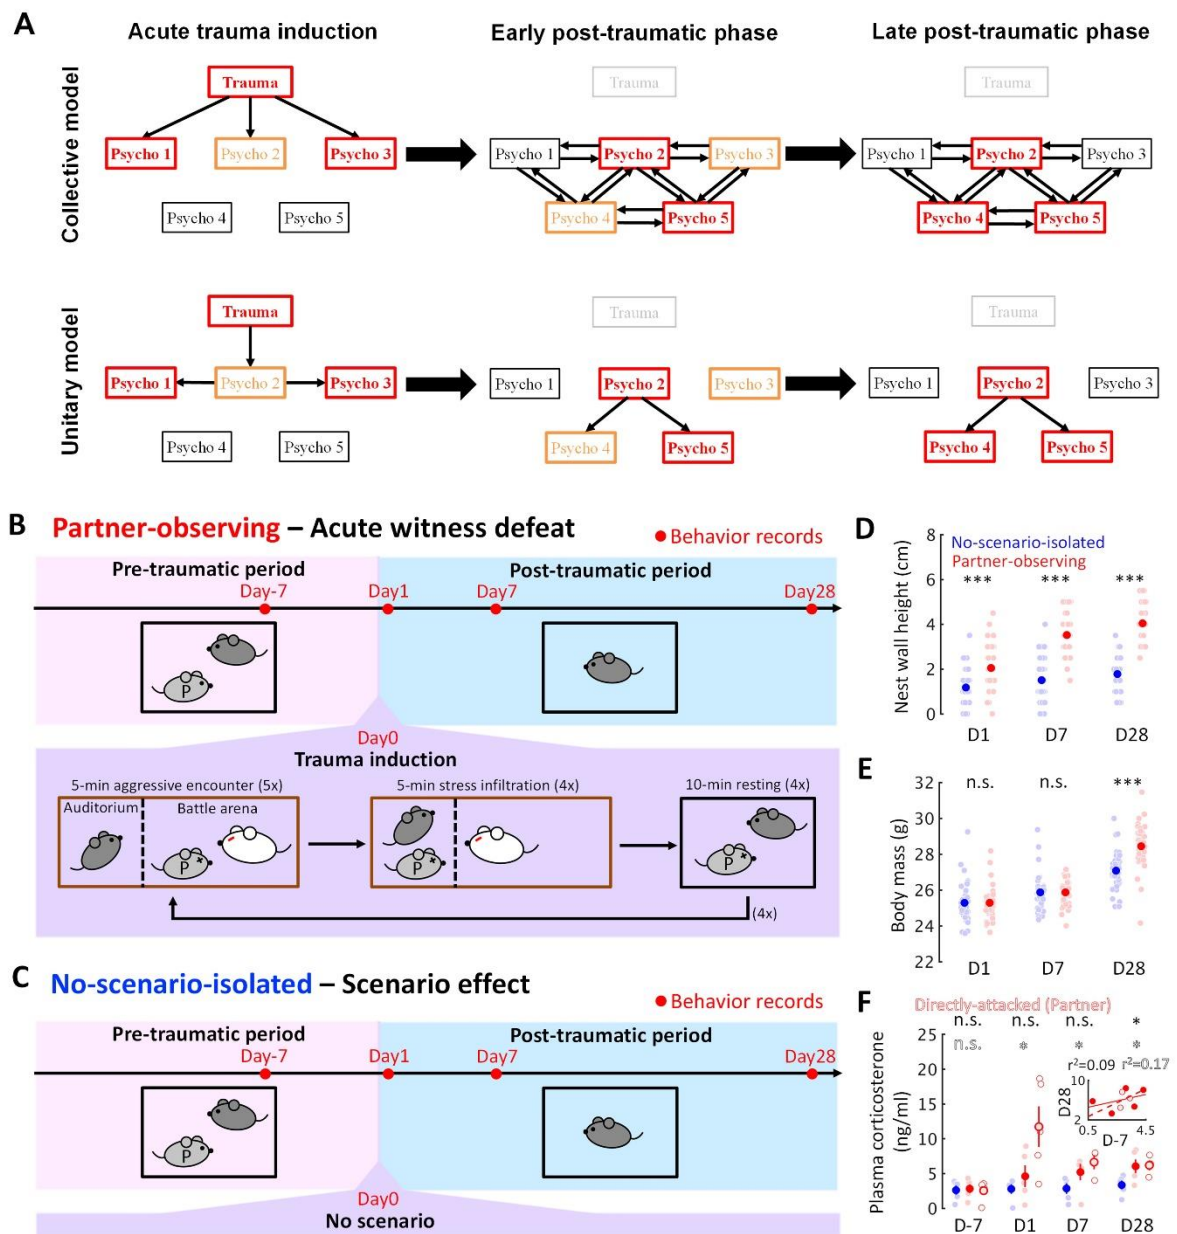 A
Acute trauma induction
Early post-traumatic phase
Late post-traumatic phase
Collective model
Trauma
Psycho 1
Psycho 2
Psycho 3
Psycho 4
Psycho 5
Trauma
Psycho 1
Psycho 2
Psycho 3
Psycho 4
Psycho 5
Trauma
Psycho 1
Psycho 2
Psycho 3
Psycho 4
Psycho 5
Unitary model
Trauma
Psycho 1
Psycho 2
Psycho 3
Psycho 4
Psycho 5
Trauma
Psycho 1
Psycho 2
Psycho 3
Psycho 4
Psycho 5
Trauma
Psycho 1
Psycho 2
Psycho 3
Psycho 4
Psycho 5
B
Partner-observing – Acute witness defeat
Behavior records
Pre-traumatic period
Post-traumatic period
Day-7
Day1
Day7
Day28
P
Day0
Trauma induction
5-min aggressive encounter (5x)
5-min stress infiltration (4x)
10-min resting (4x)
Auditorium
Battle arena
P
P
P
(4x)
C
No-scenario-isolated – Scenario effect
Behavior records
Pre-traumatic period
Post-traumatic period
Day-7
Day1
Day7
Day28
P
Day0
No scenario
D
No-scenario-isolated
Partner-observing
*** *** ***
Nest wall height (cm)
8
6
4
2
0
D1 D7 D28
E
n.s. n.s. ***
Body mass (g)
32
30
28
26
24
22
D1 D7 D28
F
Directly-attacked (Partner)
n.s. n.s. n.s. *
n.s. * * *
r²=0.09 r²=0.17
Plasma corticosterone
(ng/ml)
25
20
15
10
5
0
D28
10
2
0.5 4.5
D-7
D-7 D1 D7 D28